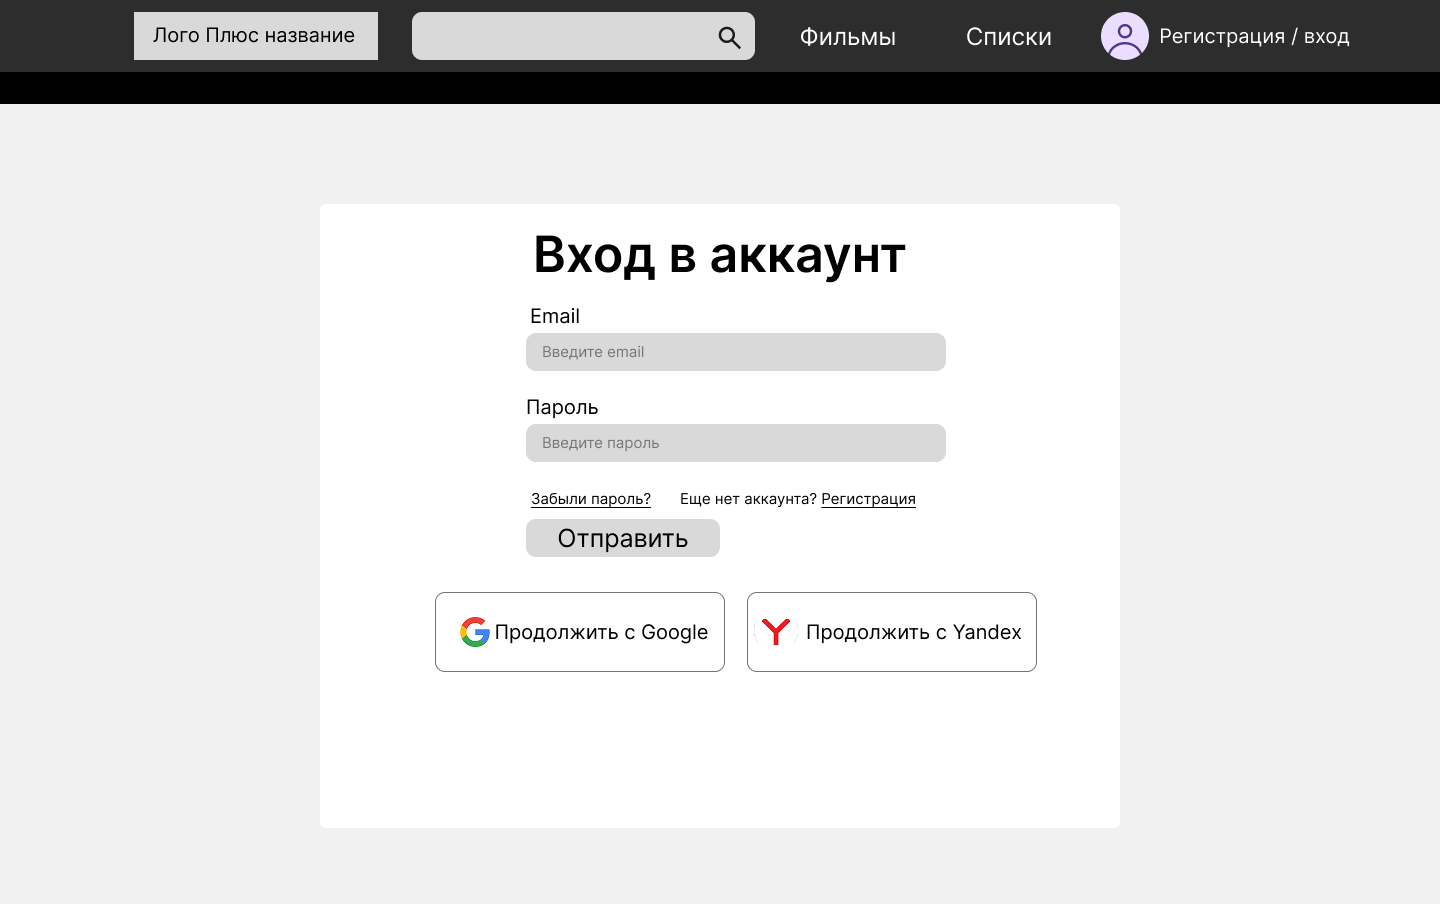 Лого Плюс название
Фильмы
Списки
Регистрация / вход
Вход в аккаунт
Email
Введите email
Пароль
Введите пароль
Забыли пароль?
Еще нет аккаунта? Регистрация
Отправить
Продолжить с Google
Продолжить с Yandex